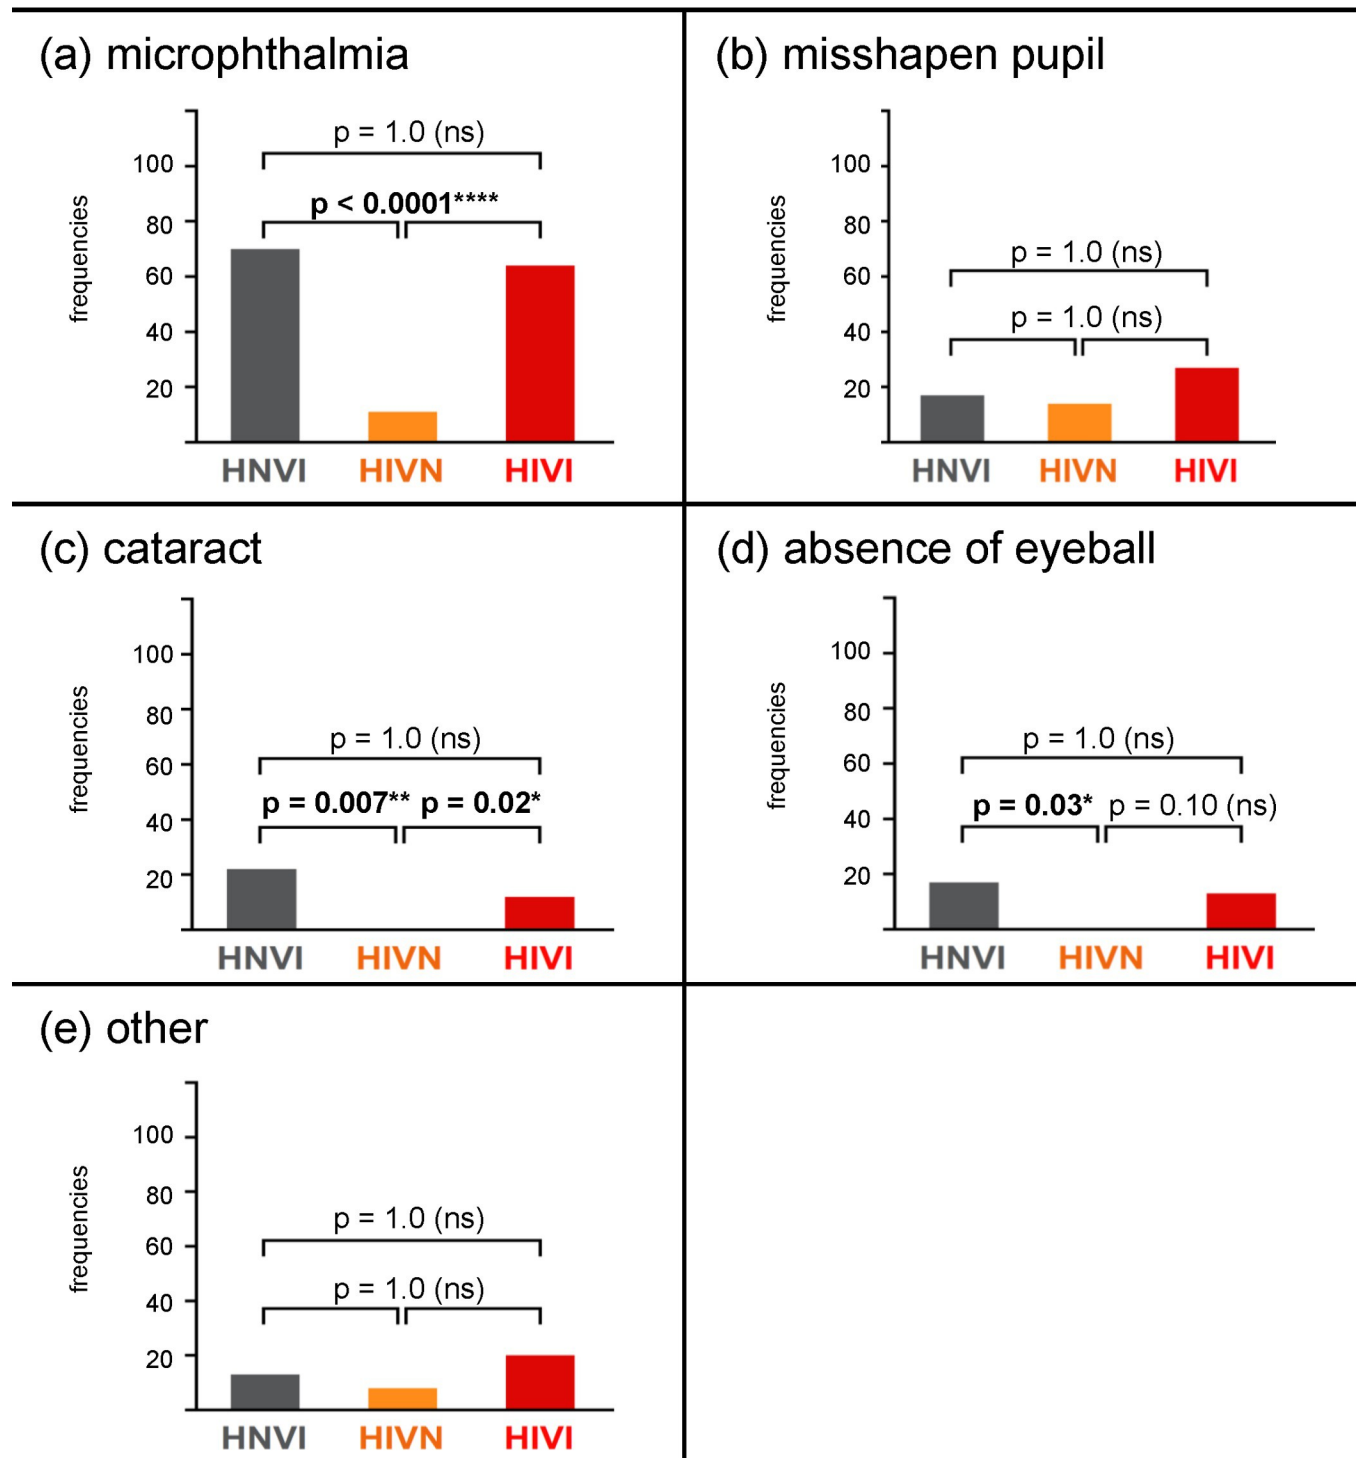 (a) microphthalmia
p = 1.0 (ns)
p < 0.0001****
frequencies
100
80
60
40
20
HNVI HIVN HIVI
(b) misshapen pupil
p = 1.0 (ns)
p = 1.0 (ns)
frequencies
100
80
60
40
20
HNVI HIVN HIVI
(c) cataract
p = 1.0 (ns)
p = 0.007** p = 0.02*
frequencies
100
80
60
40
20
HNVI HIVN HIVI
(d) absence of eyeball
p = 1.0 (ns)
p = 0.03* p = 0.10 (ns)
frequencies
100
80
60
40
20
HNVI HIVN HIVI
(e) other
p = 1.0 (ns)
p = 1.0 (ns)
frequencies
100
80
60
40
20
HNVI HIVN HIVI